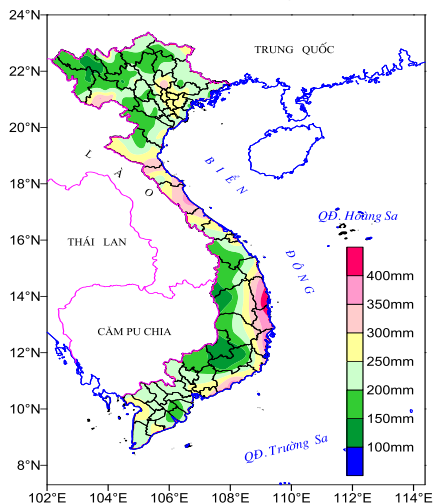 24°N
22°N
20°N
18°N
16°N
14°N
12°N
10°N
8°N
102°E 104°E 106°E 108°E 110°E 112°E 114°E
TRUNG QUỐC
LÀO
BIỂN
ĐÔNG
QĐ. Hoàng Sa
THÁI LAN
CĂM PU CHIA
QĐ. Trường Sa
400mm
350mm
300mm
250mm
200mm
150mm
100mm